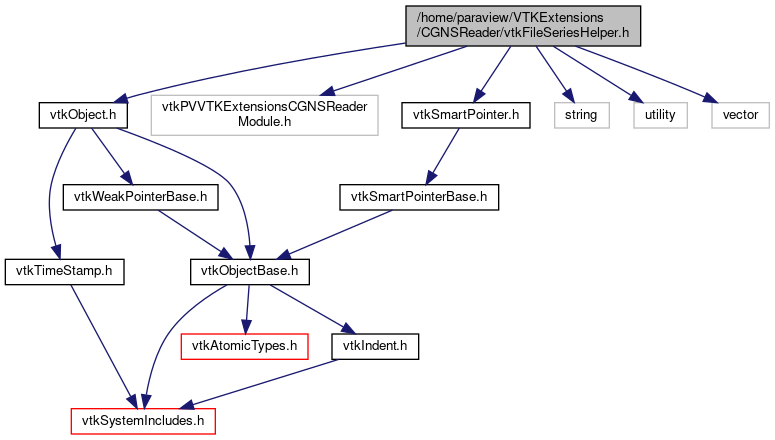 /home/paraview/VTKExtensions
/CGNSReader/vtkFileSeriesHelper.h
vtkObject.h
vtkPVVTKExtensionsCGNSReader
Module.h
vtkSmartPointer.h
string
utility
vector
vtkWeakPointerBase.h
vtkSmartPointerBase.h
vtkTimeStamp.h
vtkObjectBase.h
vtkAtomicTypes.h
vtkIndent.h
vtkSystemIncludes.h